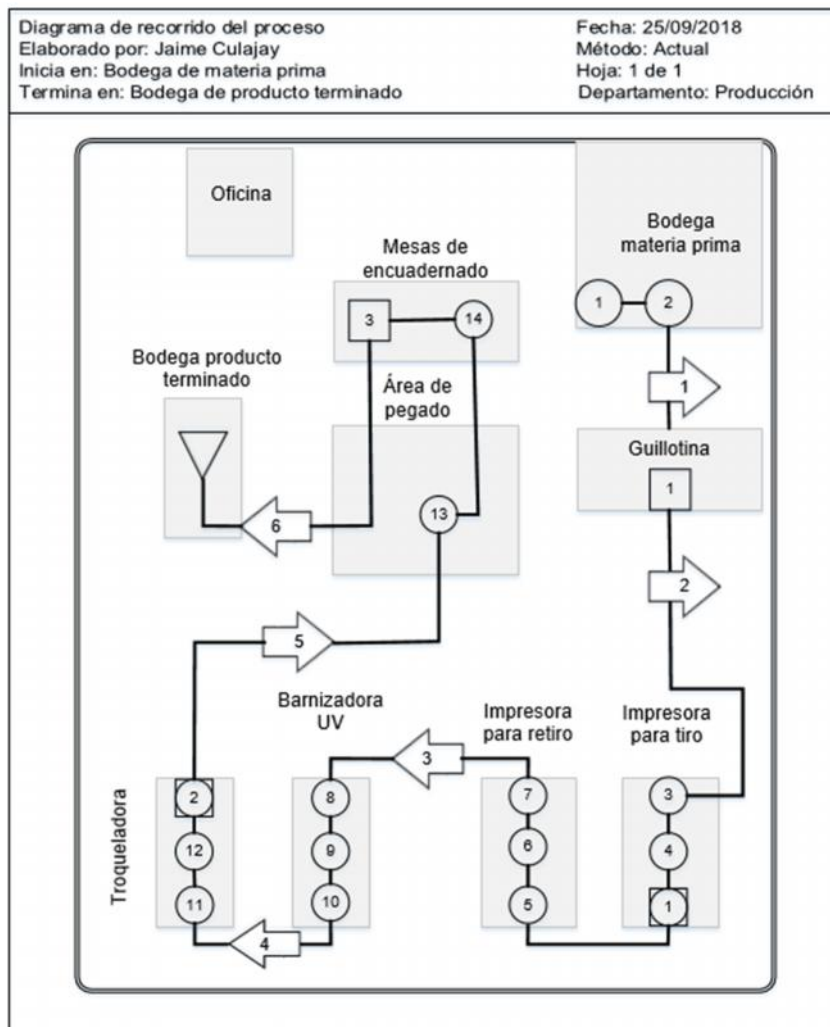 Diagrama de recorrido del proceso
Elaborado por: Jaime Culajay
Inicia en: Bodega de materia prima
Termina en: Bodega de producto terminado
Fecha: 25/09/2018
Método: Actual
Hoja: 1 de 1
Departamento: Producción
Oficina
Bodega
materia prima
Mesas de
encuadernado
1
2
3
14
Bodega producto
terminado
Área de
pegado
1
Guillotina
1
13
6
2
5
Barnizadora
UV
Impresora
para retiro
Impresora
para tiro
3
Troqueladora
2
8
7
3
12
9
6
4
11
10
5
1
4